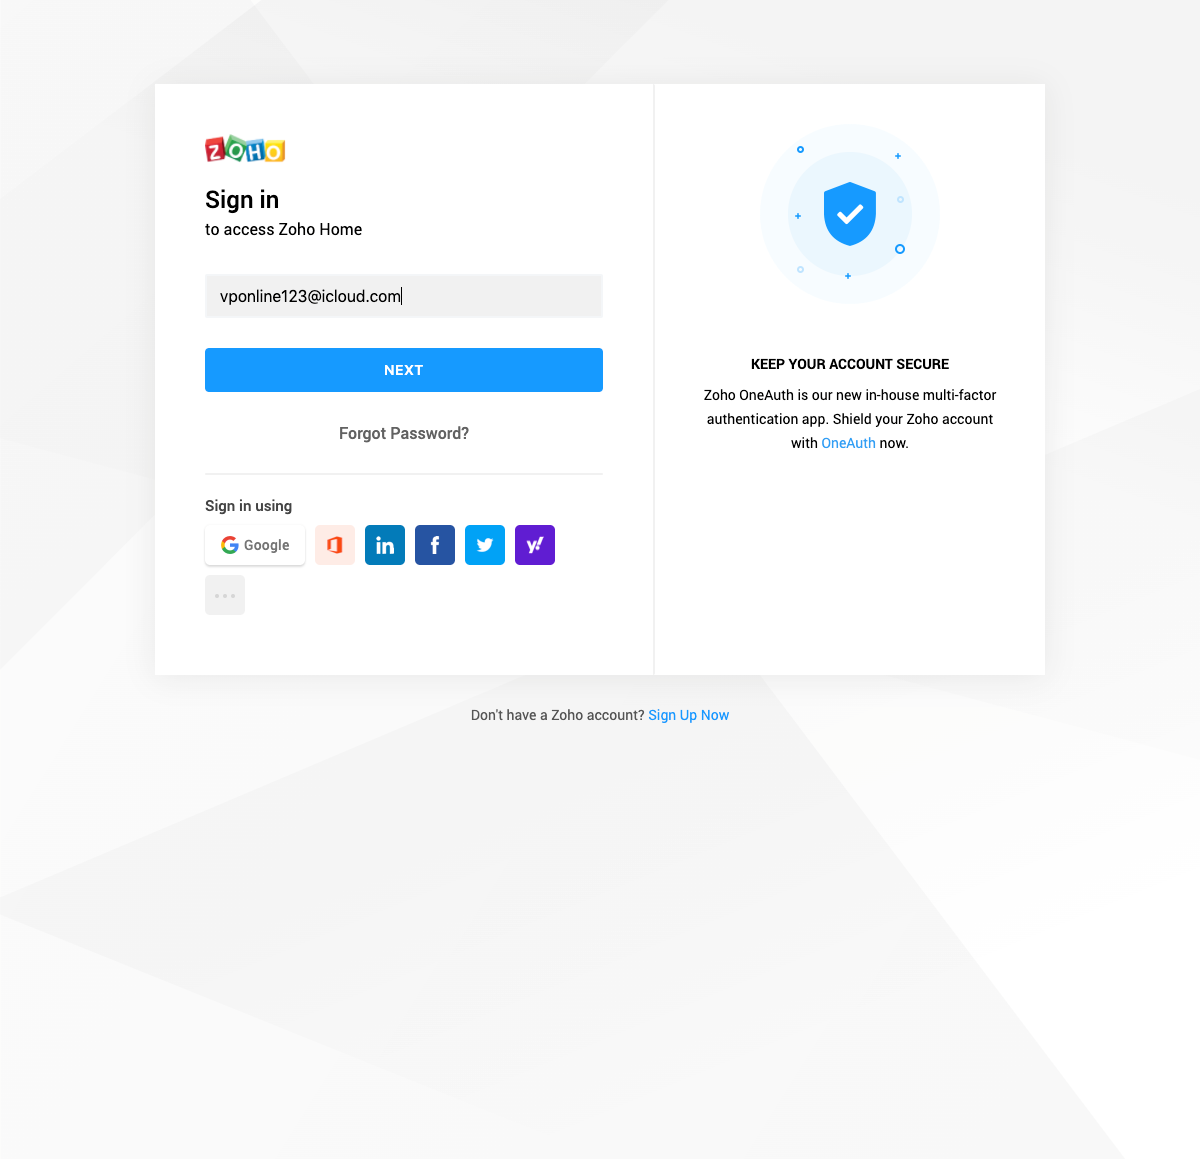 ZOHO
Sign in
to access Zoho Home
vponline123@icloud.com
NEXT
Forgot Password?
Sign in using
Google
in
f
y!
Don't have a Zoho account? Sign Up Now
KEEP YOUR ACCOUNT SECURE
Zoho OneAuth is our new in-house multi-factor
authentication app. Shield your Zoho account
with OneAuth now.